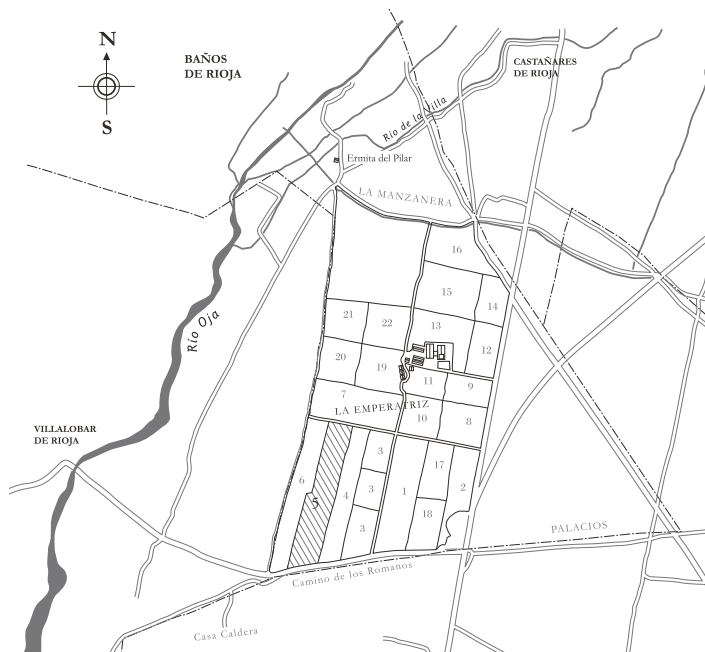 N
S
BAÑOS
DE RIOJA
CASTAÑARES
DE RIOJA
Rio de la Villa
Ermita del Pilar
LA MANZANERA
16
15
14
Rio Oja
21
22
13
12
20
19
11
9
7
LA EMPERATRIZ
10
8
VILLALOBAR
DE RIOJA
3
17
6
5
4
3
1
2
3
18
PALACIOS
Camino de los Romanos
Casa Caldera